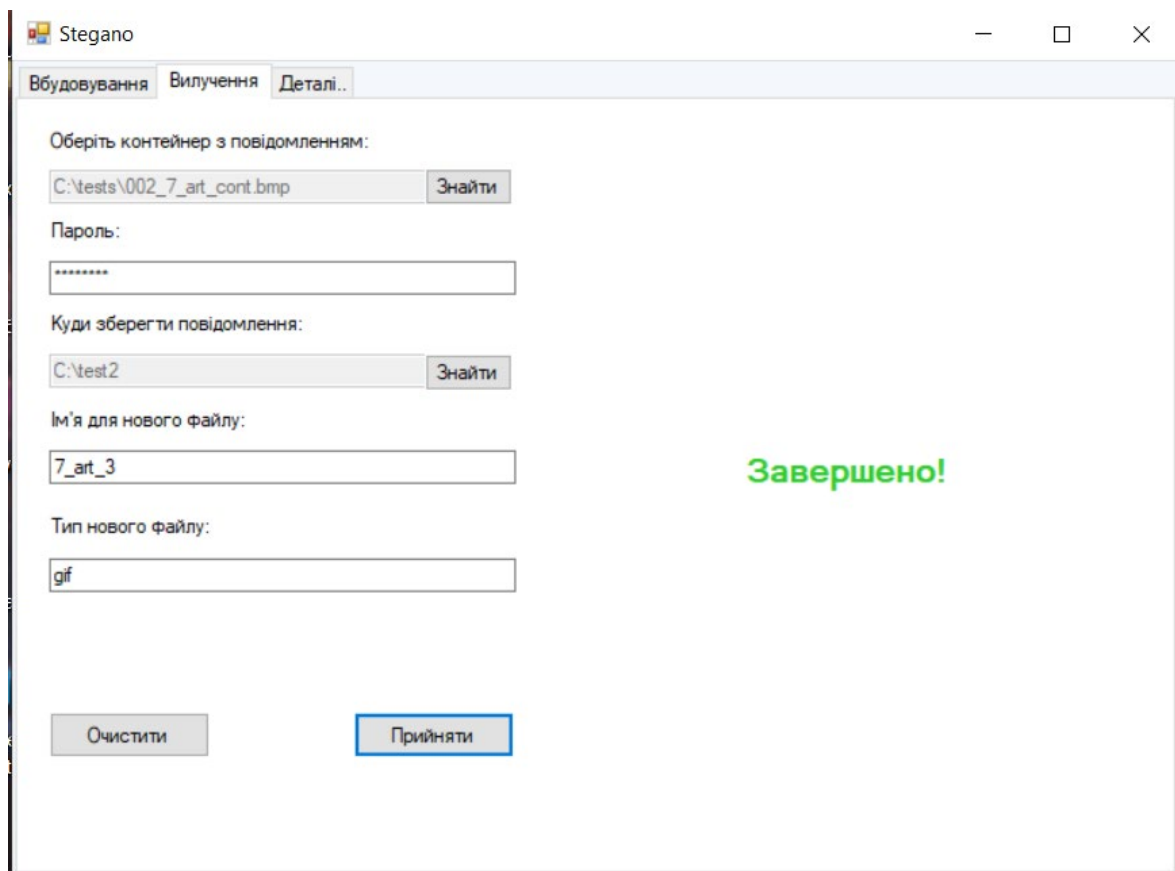 Stegano
Вбудовування Вилучення Деталі..
Оберіть контейнер з повідомленням:
C:\tests\002_7_art_cont.bmp Знайти
Пароль:
********
Куди зберегти повідомлення:
C:\test2 Знайти
Ім'я для нового файлу:
7_art_3
Завершено!
Тип нового файлу:
gif
Очистити Прийняти